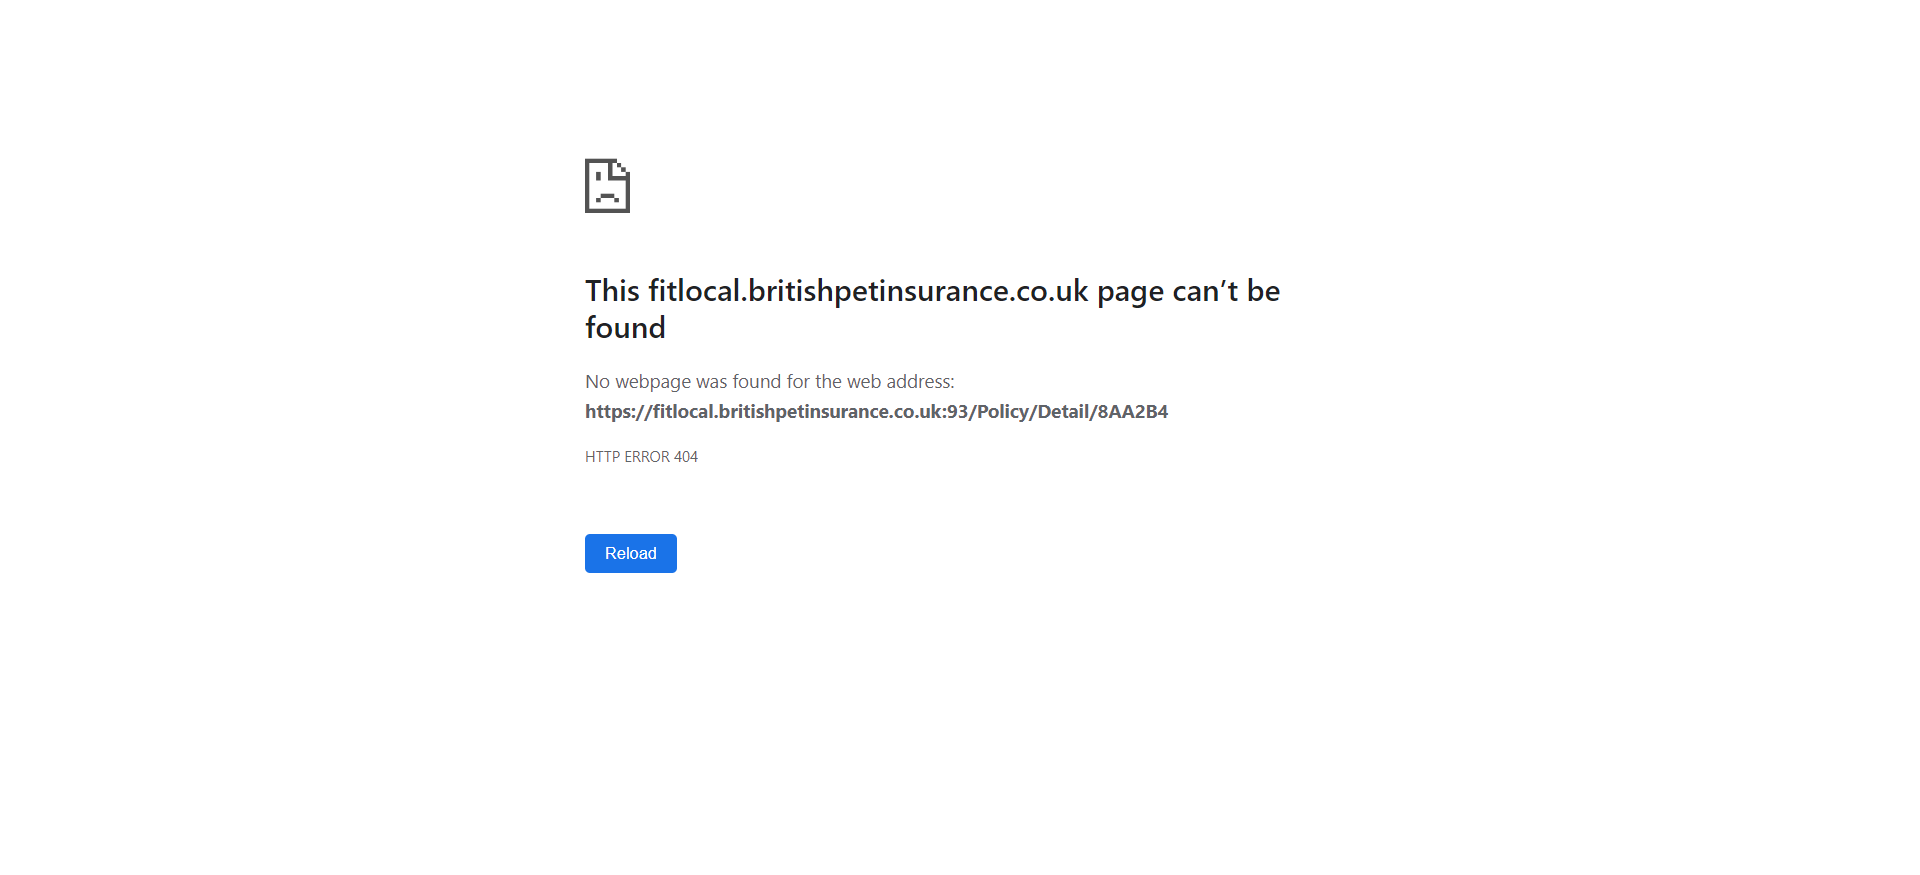 This fitlocal.britishpetinsurance.co.uk page can’t be
found
No webpage was found for the web address:
https://fitlocal.britishpetinsurance.co.uk:93/Policy/Detail/8AA2B4
HTTP ERROR 404
Reload